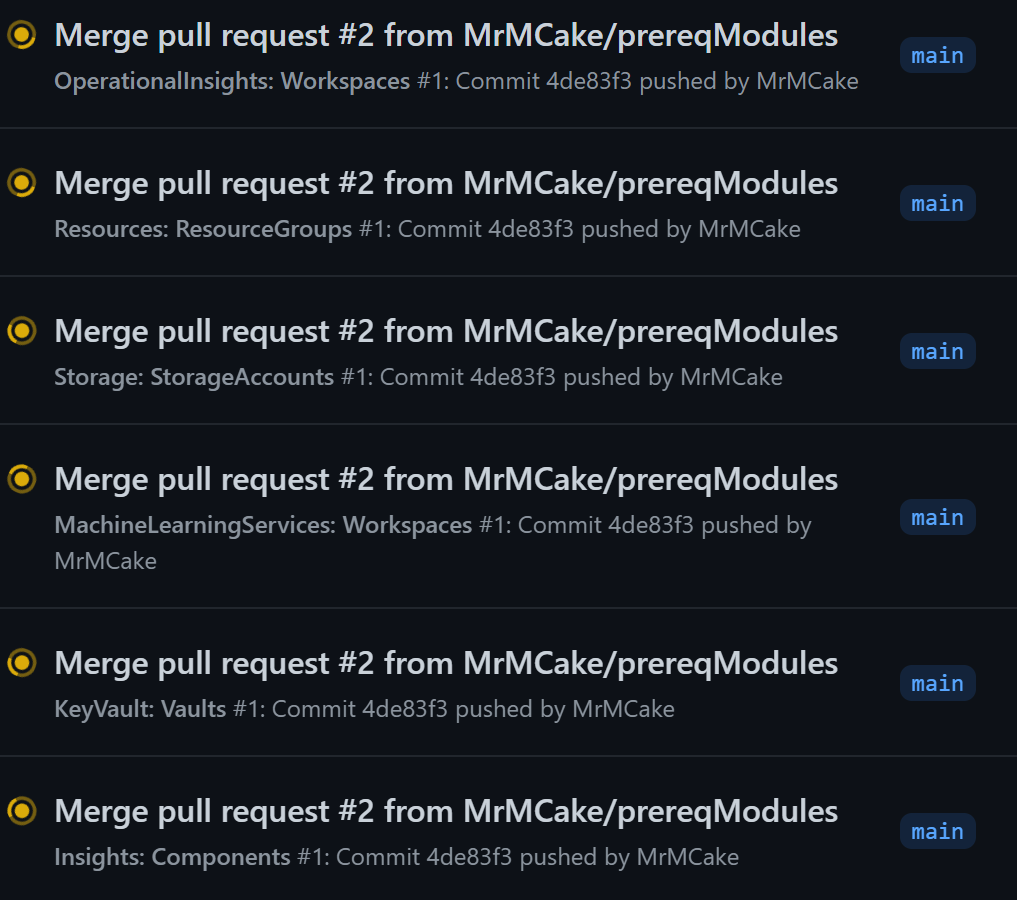 Merge pull request #2 from MrMCake/prereqModules
main
OperationalInsights: Workspaces #1: Commit 4de83f3 pushed by MrMCake
Merge pull request #2 from MrMCake/prereqModules
main
Resources: ResourceGroups #1: Commit 4de83f3 pushed by MrMCake
Merge pull request #2 from MrMCake/prereqModules
main
Storage: StorageAccounts #1: Commit 4de83f3 pushed by MrMCake
Merge pull request #2 from MrMCake/prereqModules
main
MachineLearningServices: Workspaces #1: Commit 4de83f3 pushed by
MrMCake
Merge pull request #2 from MrMCake/prereqModules
main
KeyVault: Vaults #1: Commit 4de83f3 pushed by MrMCake
Merge pull request #2 from MrMCake/prereqModules
main
Insights: Components #1: Commit 4de83f3 pushed by MrMCake